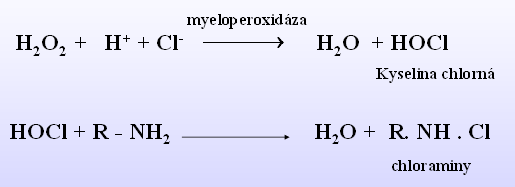 myeloperoxidáza
H₂O₂ + H⁺ + Cl⁻ ⟶ H₂O + HOCl
Kyselina chlorná
HOCl + R - NH₂ ⟶ H₂O + R. NH . Cl
chloraminy